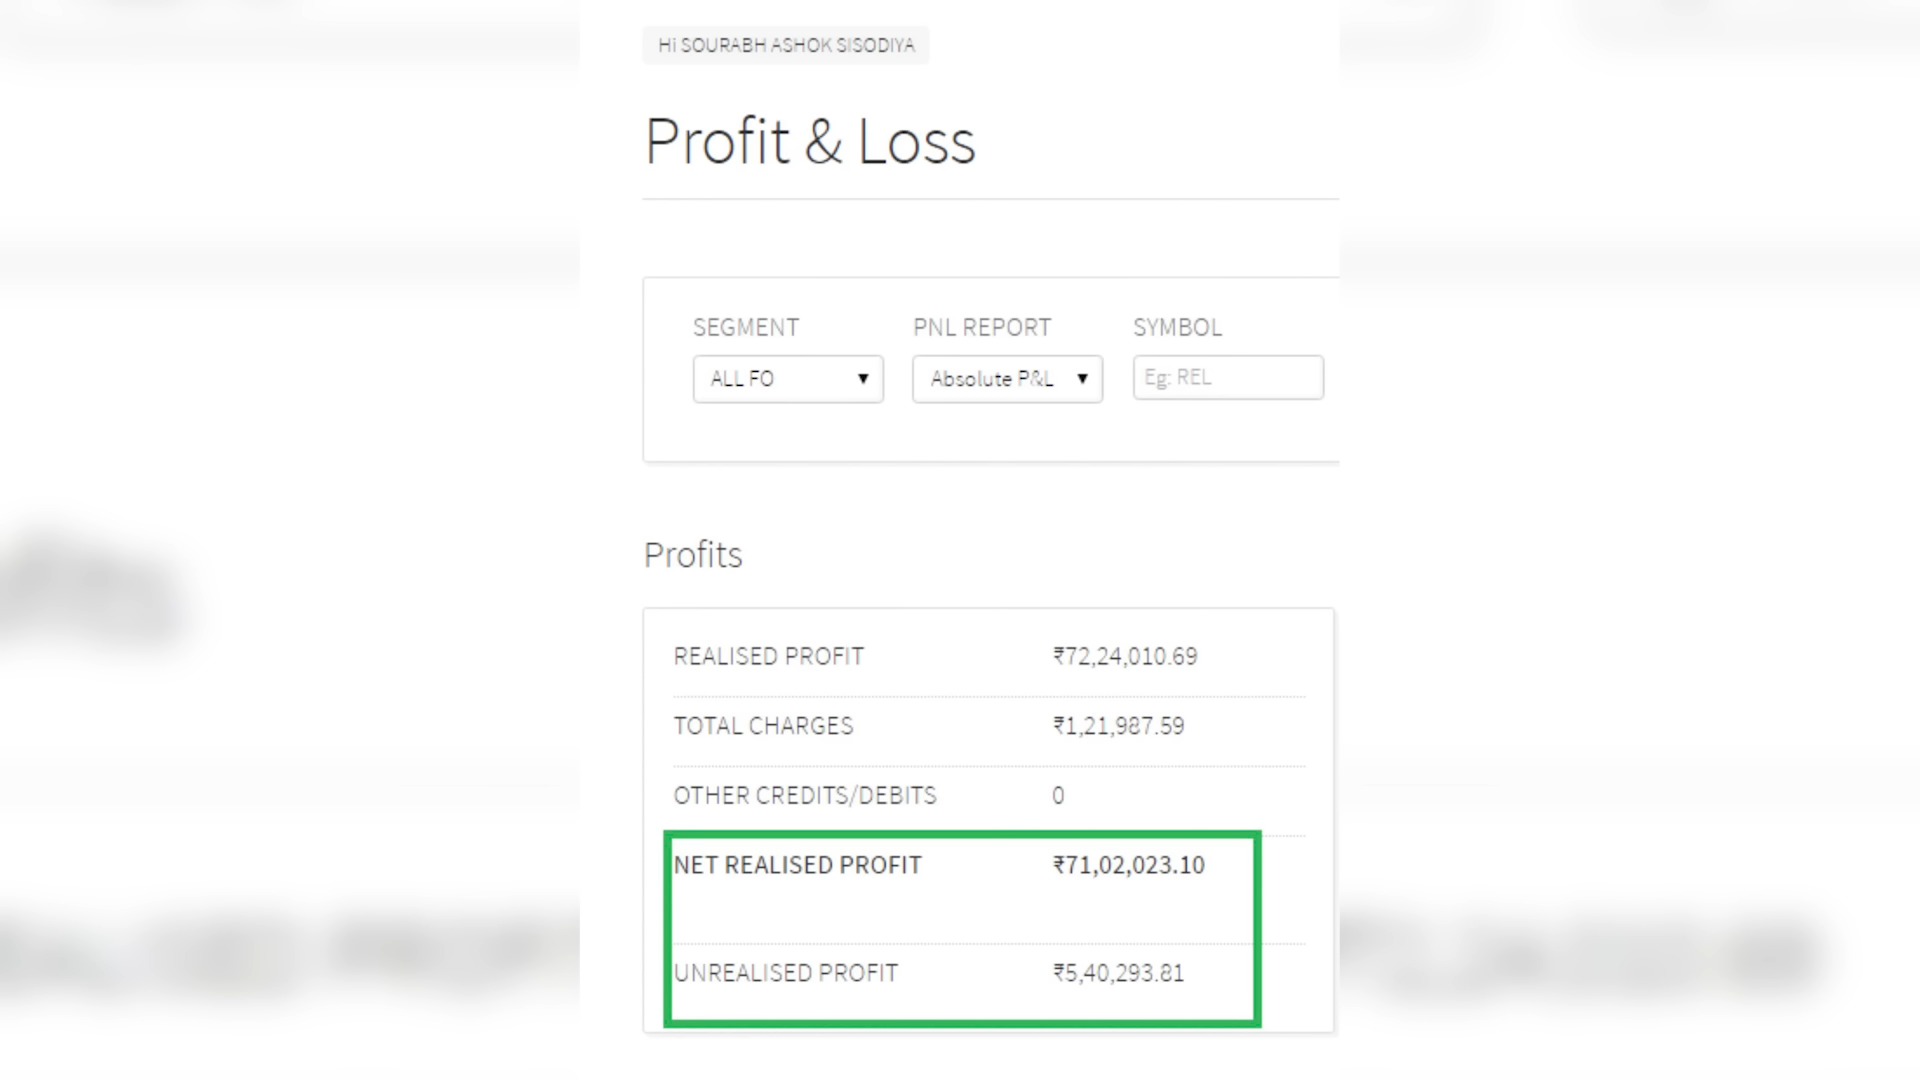 Hi SOURABH ASHOK SISODIYA
Profit & Loss
SEGMENT PNL REPORT SYMBOL
ALL FO Absolute P&L Eg: REL
Profits
REALISED PROFIT ₹72,24,010.69
TOTAL CHARGES ₹1,21,987.59
OTHER CREDITS/DEBITS 0
NET REALISED PROFIT ₹71,02,023.10
UNREALISED PROFIT ₹5,40,293.81